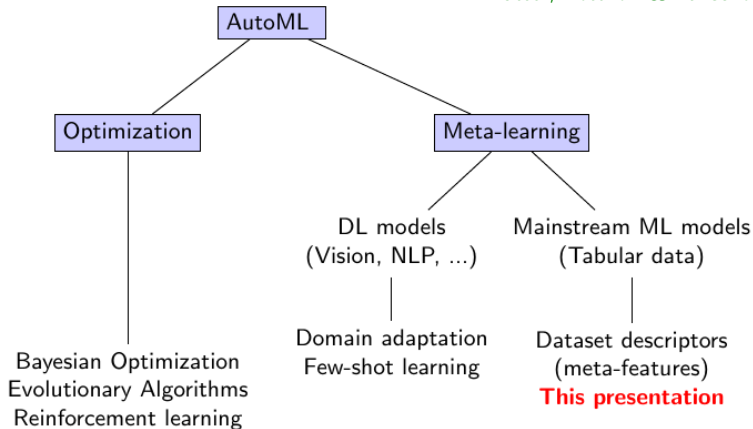 AutoML
Optimization
Meta-learning
DL models
(Vision, NLP, ...)
Mainstream ML models
(Tabular data)
Domain adaptation
Few-shot learning
Dataset descriptors
(meta-features)
This presentation
Bayesian Optimization
Evolutionary Algorithms
Reinforcement learning